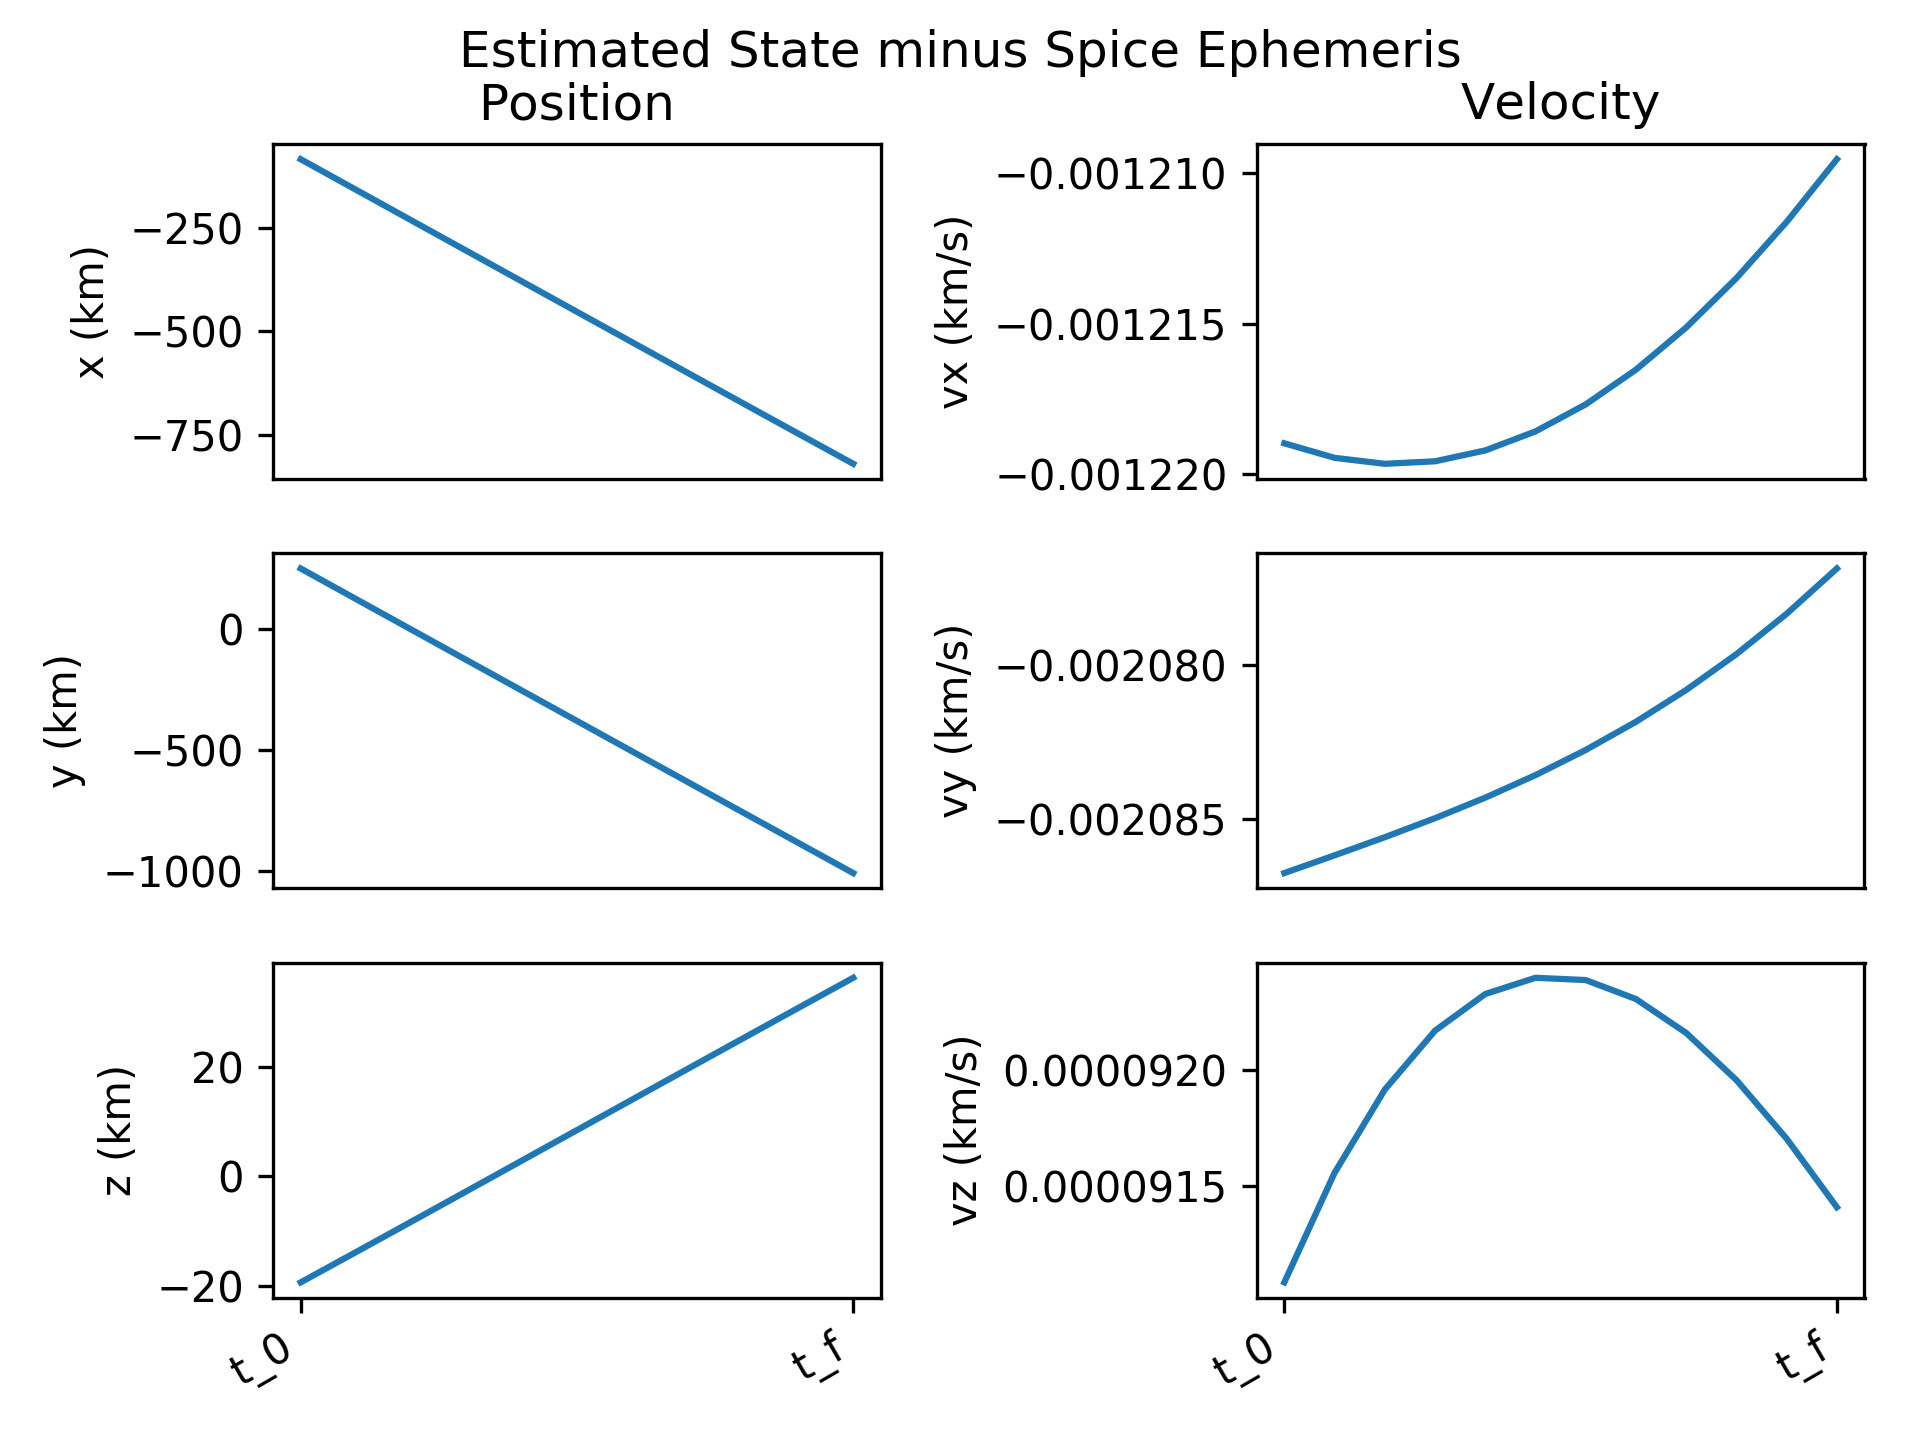 Estimated State minus Spice Ephemeris
Position
Velocity
x (km)
−250
−500
−750
vx (km/s)
−0.001210
−0.001215
−0.001220
y (km)
0
−500
−1000
vy (km/s)
−0.002080
−0.002085
z (km)
20
0
−20
vz (km/s)
0.0000920
0.0000915
t_0
t_f
t_0
t_f